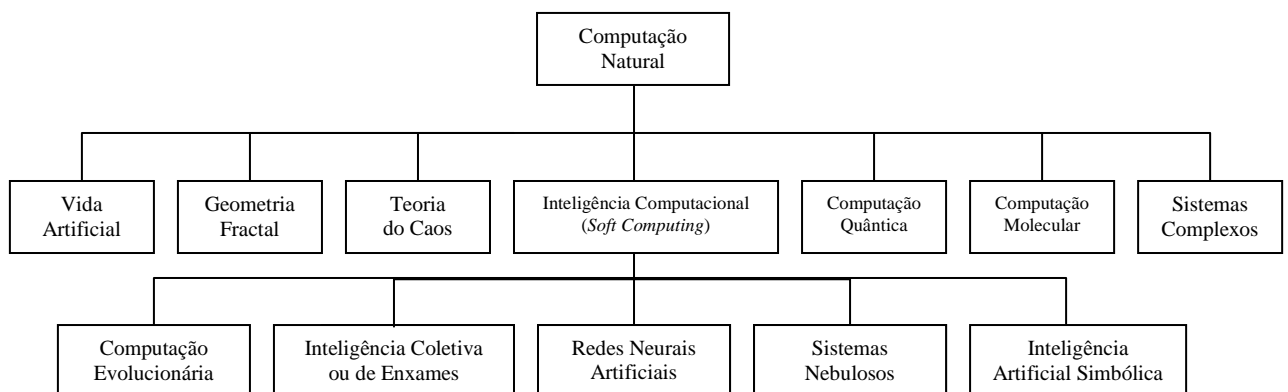 Computação
Natural
Vida
Artificial
Geometria
Fractal
Teoria
do Caos
Inteligência Computacional
(Soft Computing)
Computação
Quântica
Computação
Molecular
Sistemas
Complexos
Computação
Evolucionária
Inteligência Coletiva
ou de Enxames
Redes Neurais
Artificiais
Sistemas
Nebulosos
Inteligência
Artificial Simbólica